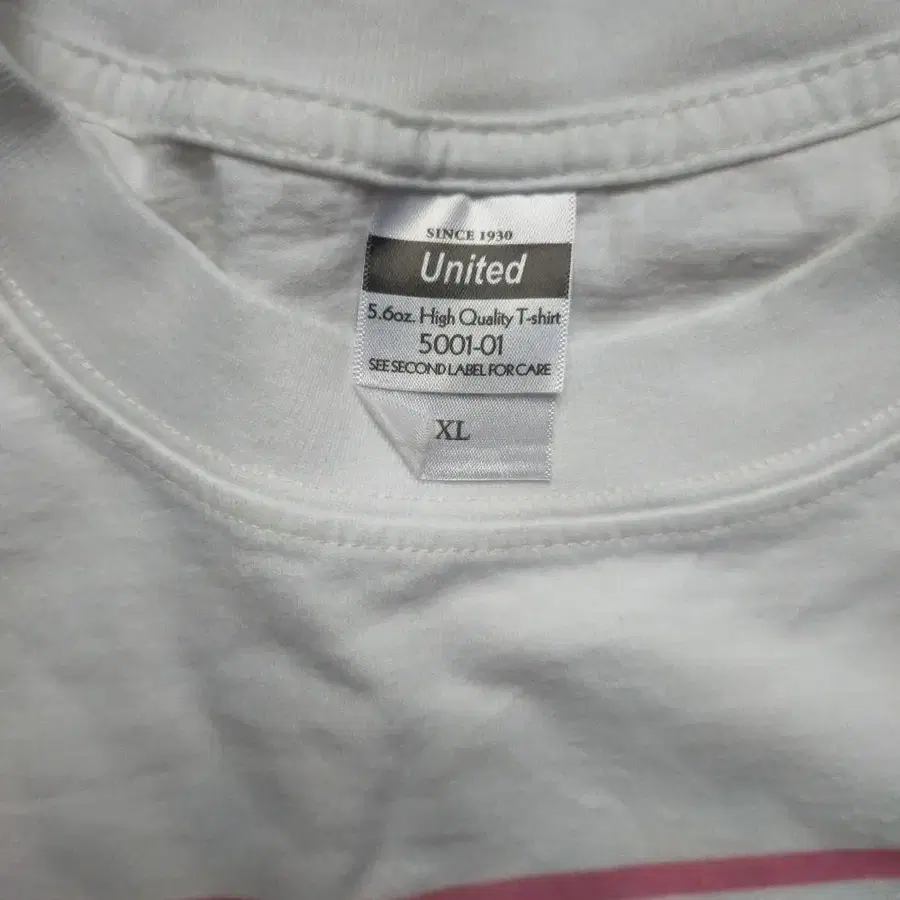 SINCE 1930
United
5.6oz. High Quality T-shirt
5001-01
SEE SECOND LABEL FOR CARE
XL